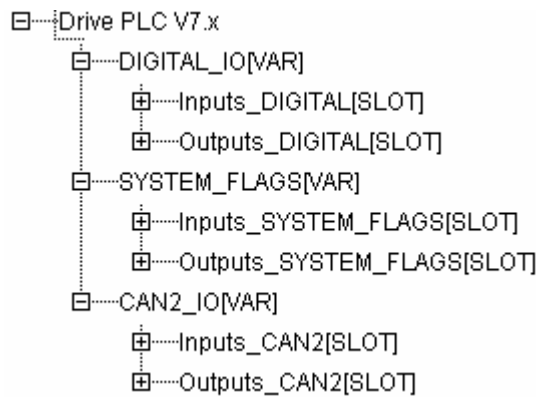 Drive PLC V7.x
DIGITAL_IO[VAR]
Inputs_DIGITAL[SLOT]
Outputs_DIGITAL[SLOT]
SYSTEM_FLAGS[VAR]
Inputs_SYSTEM_FLAGS[SLOT]
Outputs_SYSTEM_FLAGS[SLOT]
CAN2_IO[VAR]
Inputs_CAN2[SLOT]
Outputs_CAN2[SLOT]